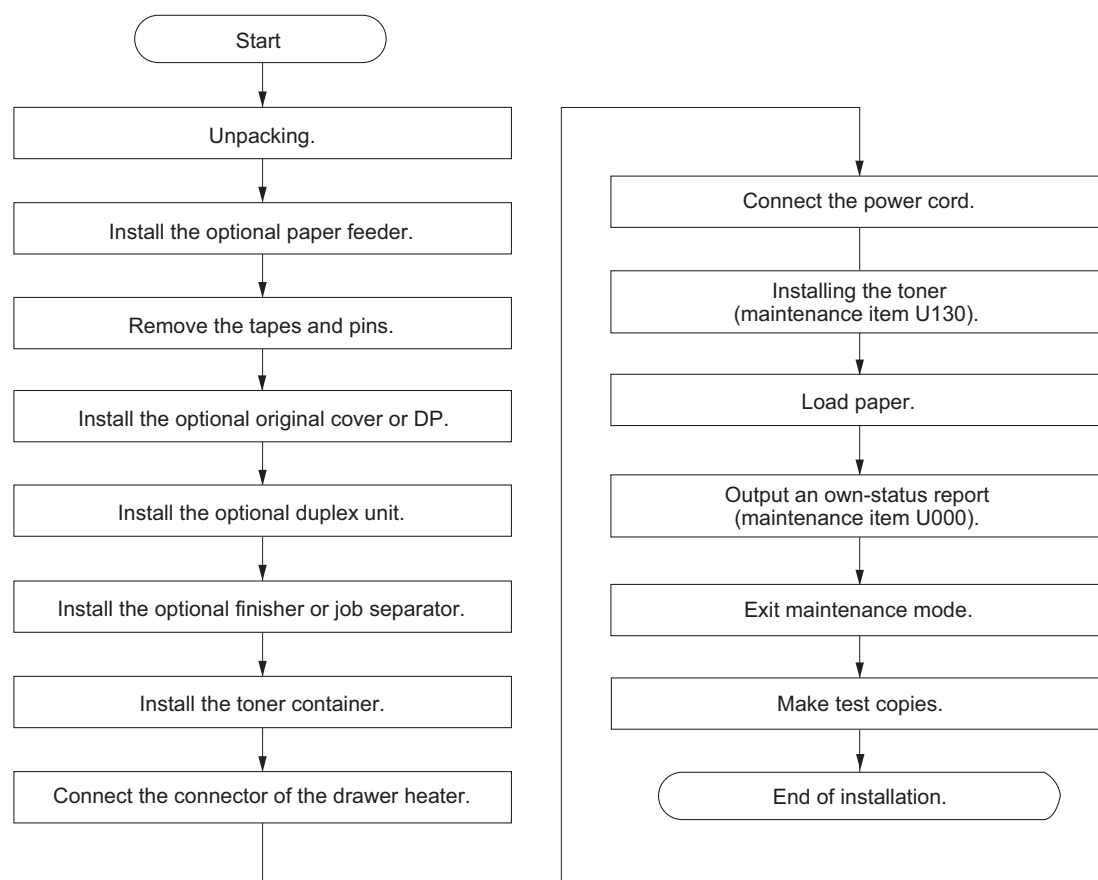 Start
Unpacking.
Install the optional paper feeder.
Remove the tapes and pins.
Install the optional original cover or DP.
Install the optional duplex unit.
Install the optional finisher or job separator.
Install the toner container.
Connect the connector of the drawer heater.
Connect the power cord.
Installing the toner
(maintenance item U130).
Load paper.
Output an own-status report
(maintenance item U000).
Exit maintenance mode.
Make test copies.
End of installation.